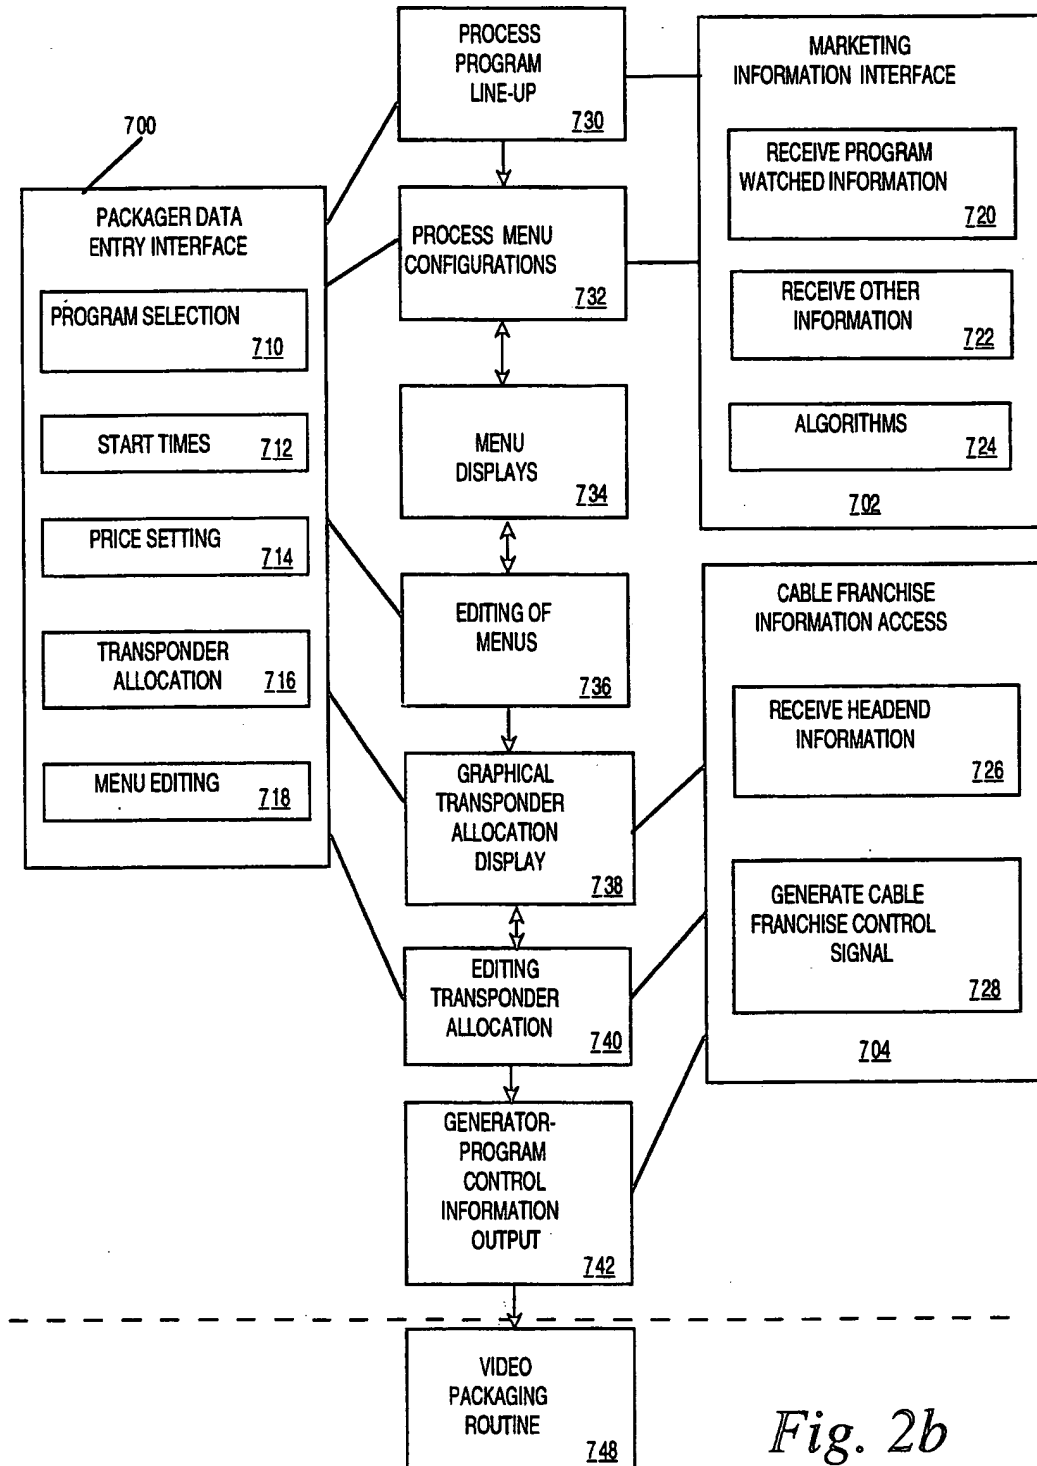 700
PACKAGER DATA
ENTRY INTERFACE
PROGRAM SELECTION
710
START TIMES 712
PRICE SETTING 714
TRANSPONDER
ALLOCATION 716
MENU EDITING 718
PROCESS
PROGRAM
LINE-UP
730
PROCESS MENU
CONFIGURATIONS
732
MENU
DISPLAYS
734
EDITING OF
MENUS
736
GRAPHICAL
TRANSPONDER
ALLOCATION
DISPLAY
738
EDITING
TRANSPONDER
ALLOCATION
740
GENERATOR-
PROGRAM
CONTROL
INFORMATION
OUTPUT
742
VIDEO
PACKAGING
ROUTINE
748
MARKETING
INFORMATION INTERFACE
RECEIVE PROGRAM
WATCHED INFORMATION
720
RECEIVE OTHER
INFORMATION
722
ALGORITHMS
724
702
CABLE FRANCHISE
INFORMATION ACCESS
RECEIVE HEADEND
INFORMATION
726
GENERATE CABLE
FRANCHISE CONTROL
SIGNAL
728
704
Fig. 2b